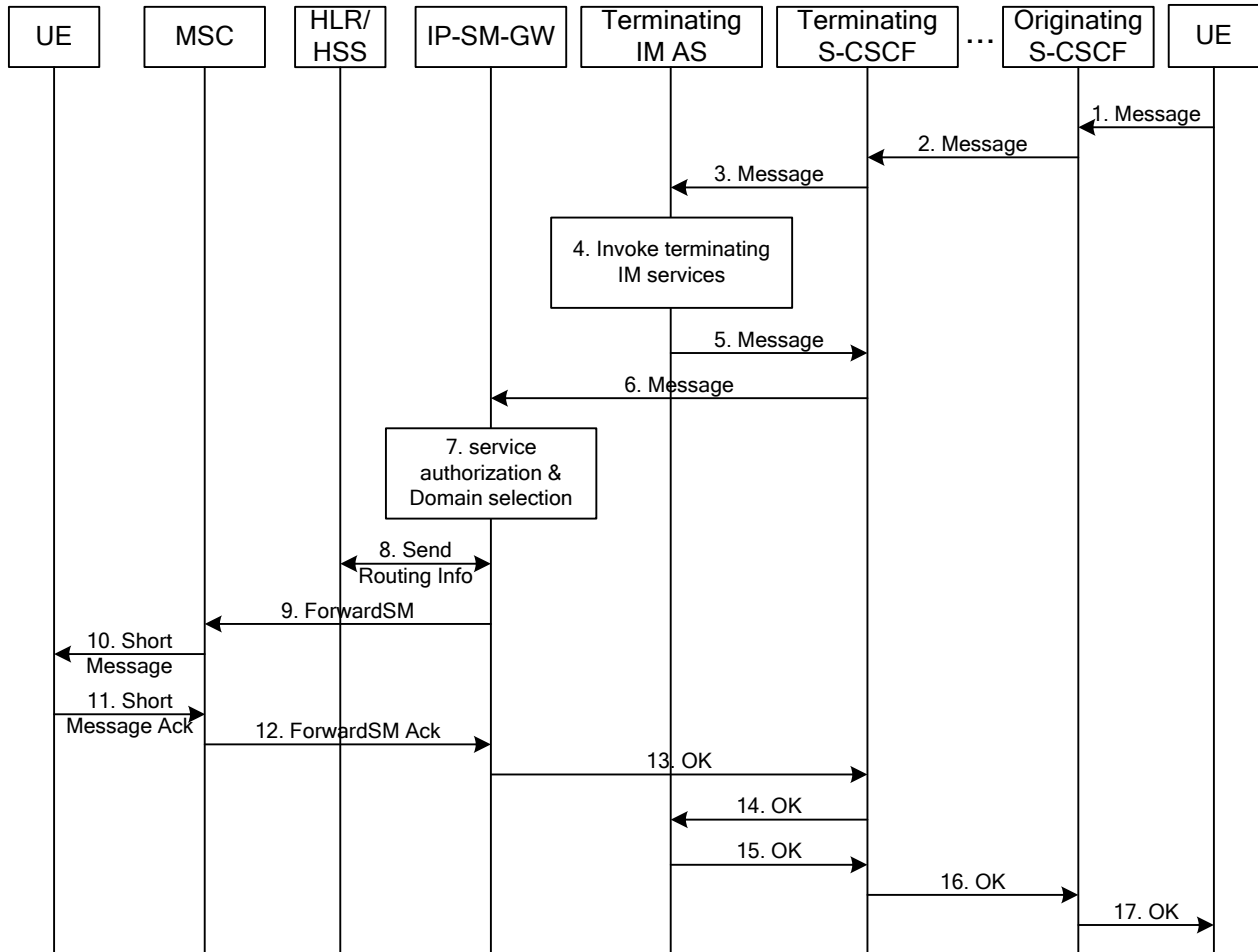 UE
MSC
HLR/
HSS
IP-SM-GW
Terminating
IM AS
Terminating
S-CSCF
...
Originating
S-CSCF
UE
1. Message
2. Message
3. Message
4. Invoke terminating
IM services
5. Message
6. Message
7. service
authorization &
Domain selection
8. Send
Routing Info
9. ForwardSM
10. Short
Message
11. Short
Message Ack
12. ForwardSM Ack
13. OK
14. OK
15. OK
16. OK
17. OK